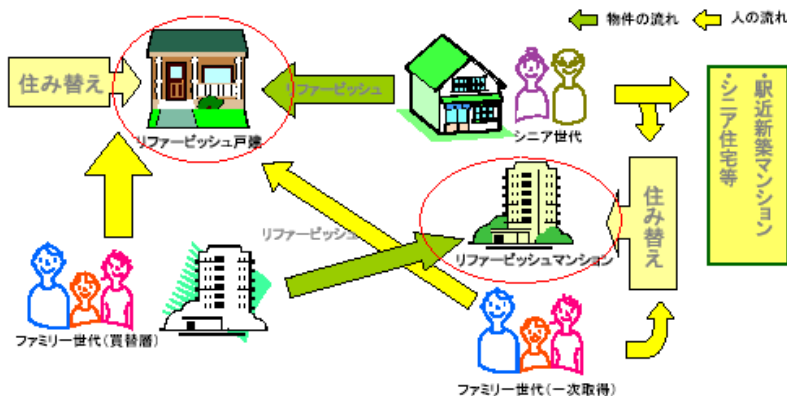 物件の流れ
人の流れ
住み替え
リファービッシュ
リファービッシュ戸建
シニア世代
・駅近新築マンション
・シニア住宅等
住み替え
リファービッシュ
リファービッシュマンション
ファミリー世代(買替層)
ファミリー世代(一次取得)